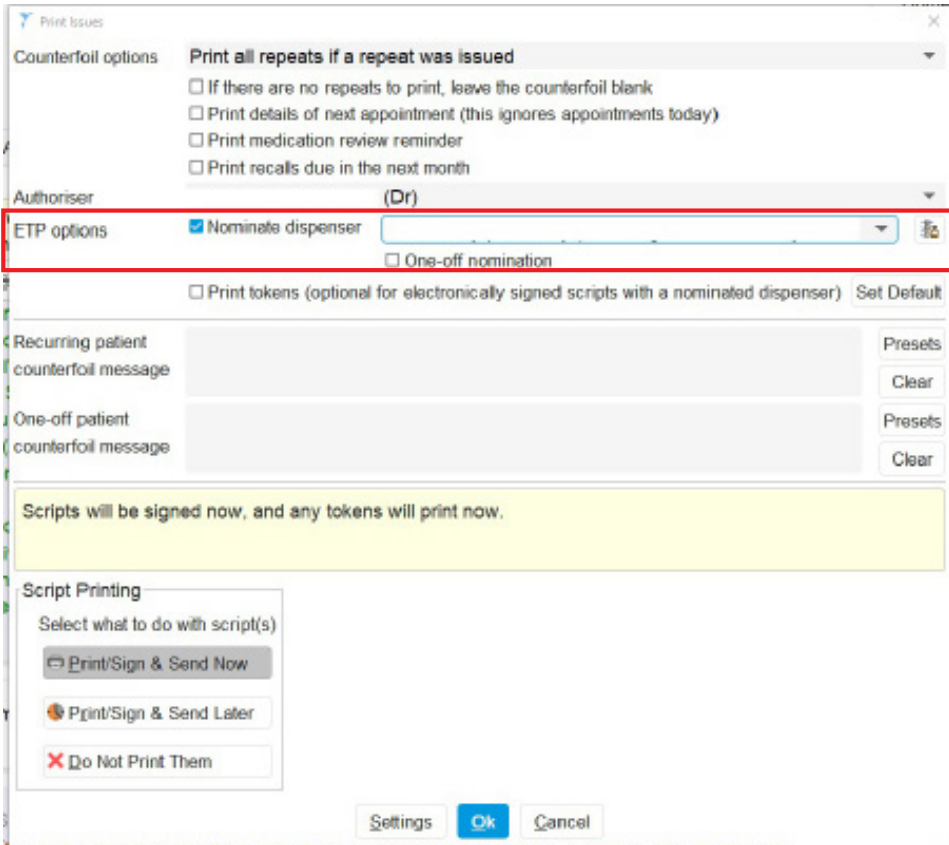 Print Issues
Counterfoil options Print all repeats if a repeat was issued
If there are no repeats to print, leave the counterfoil blank
Print details of next appointment (this ignores appointments today)
Print medication review reminder
Print recalls due in the next month
Authoriser (Dr)
ETP options Nominate dispenser
One-off nomination
Print tokens (optional for electronically signed scripts with a nominated dispenser) Set Default
Recurring patient Presets
counterfoil message
Clear
One-off patient Presets
counterfoil message
Clear
Scripts will be signed now, and any tokens will print now.
Script Printing
Select what to do with script(s)
Print/Sign & Send Now
Print/Sign & Send Later
Do Not Print Them
Settings Ok Cancel